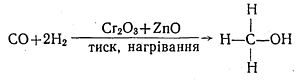 Cr₂O₃+ZnO
CO+2H₂ ⟶ H—C—OH
тиск, нагрівання
H
H